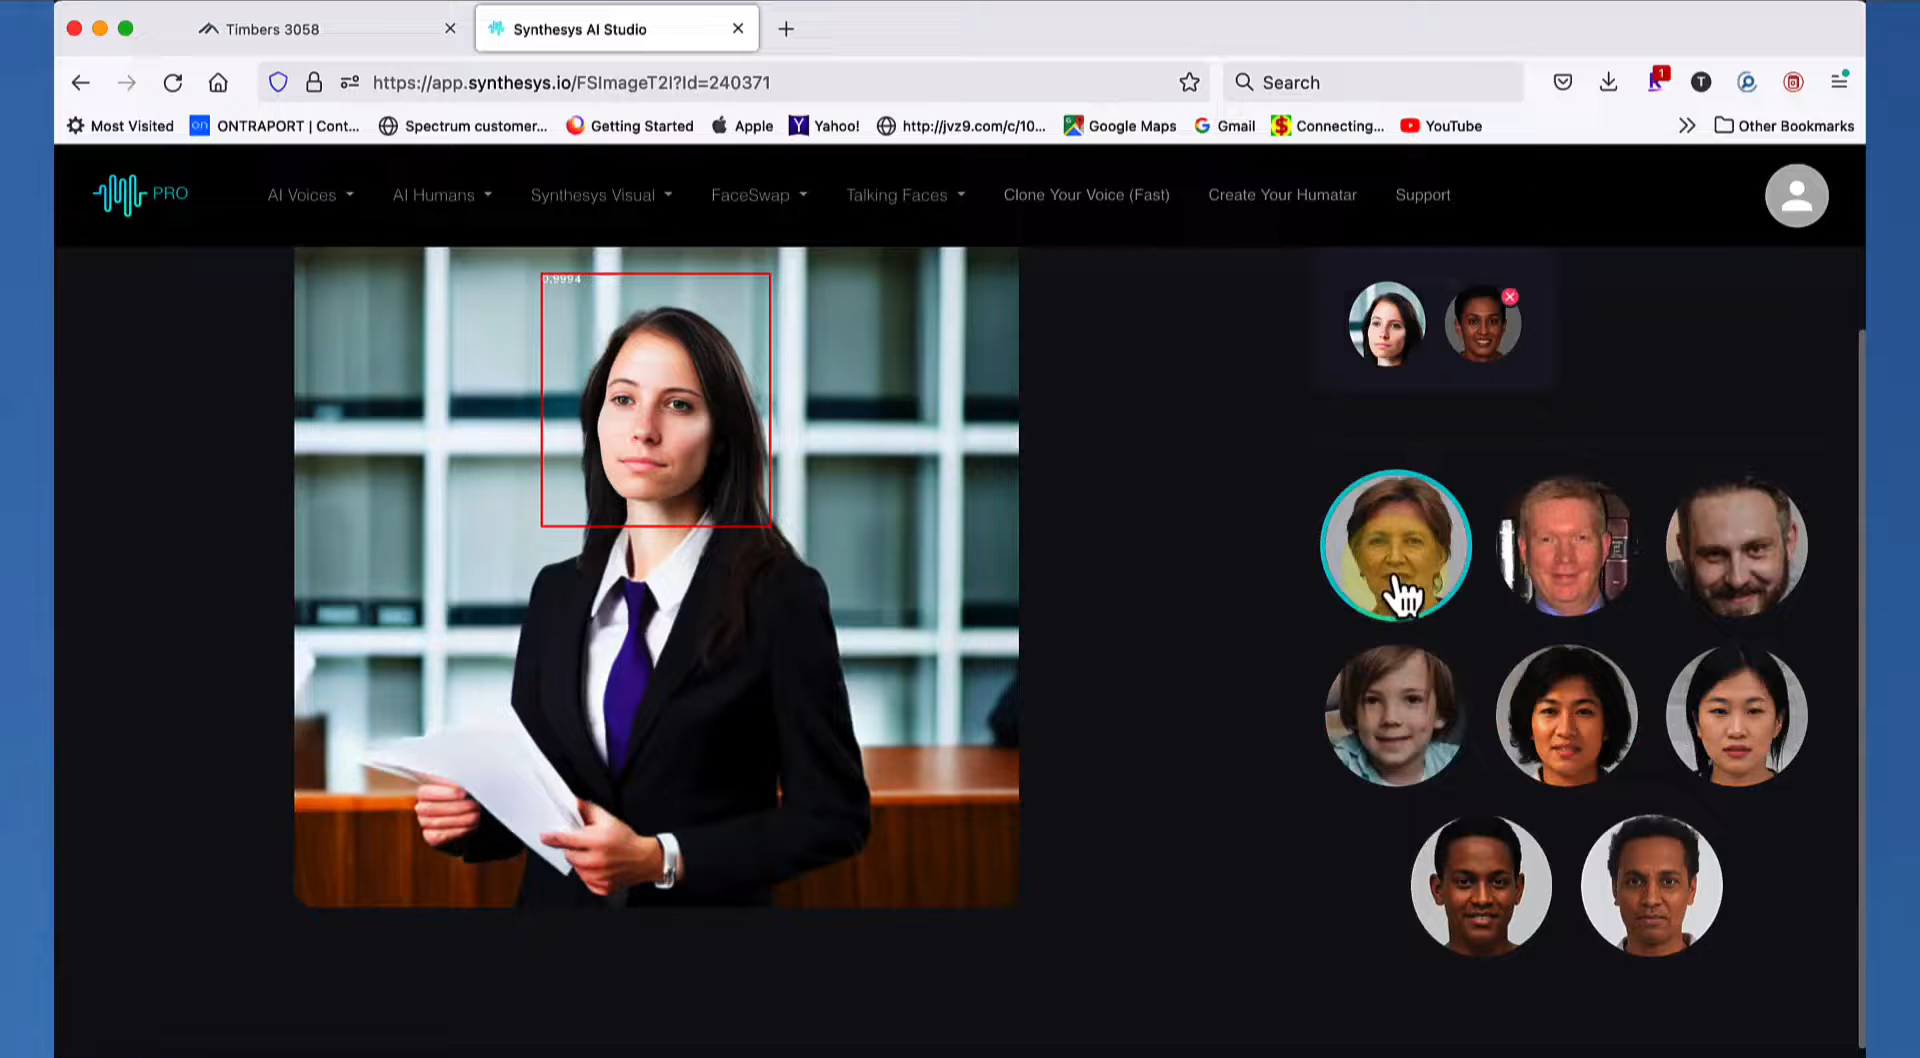 Timbers 3058
Synthesys AI Studio
https://app.synthesys.io/FSImageT2I?Id=240371
Search
1
T
Most Visited
on ONTRAPORT | Cont...
Spectrum customer...
Getting Started
Apple
Yahoo!
http://jvz9.com/c/10...
Google Maps
Gmail
Connecting...
YouTube
Other Bookmarks
PRO
AI Voices
AI Humans
Synthesys Visual
FaceSwap
Talking Faces
Clone Your Voice (Fast)
Create Your Humatar
Support
0.9994